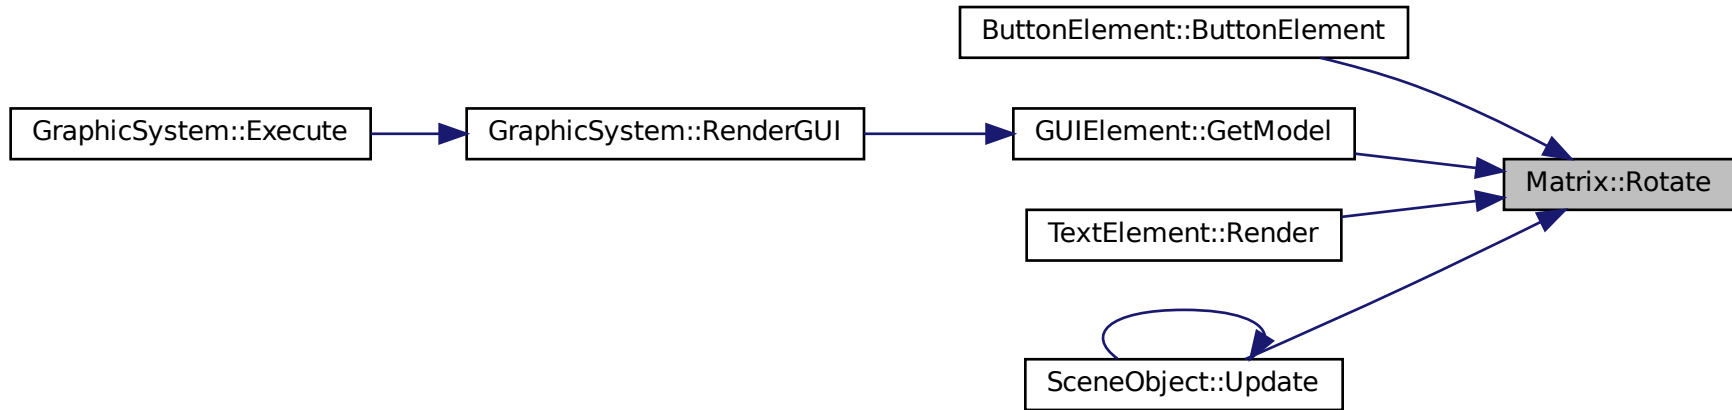 ButtonElement::ButtonElement
GraphicSystem::Execute
GraphicSystem::RenderGUI
GUIElement::GetModel
Matrix::Rotate
TextElement::Render
SceneObject::Update